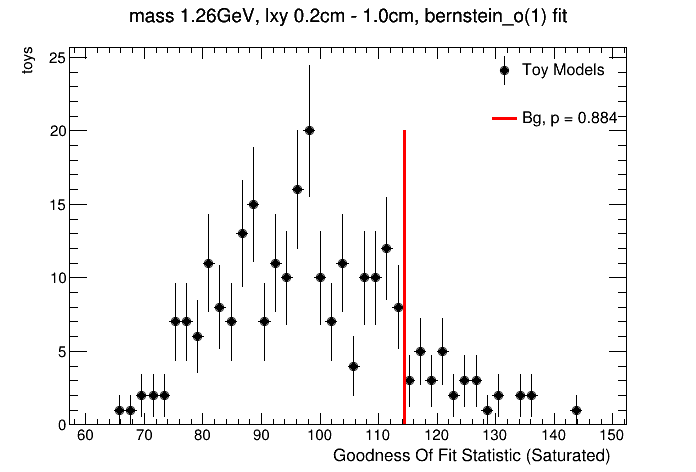 mass 1.26GeV, lxy 0.2cm - 1.0cm, bernstein_o(1) fit
toys
25
20
15
10
5
0
Toy Models
Bg, p = 0.884
60 70 80 90 100 110 120 130 140 150
Goodness Of Fit Statistic (Saturated)